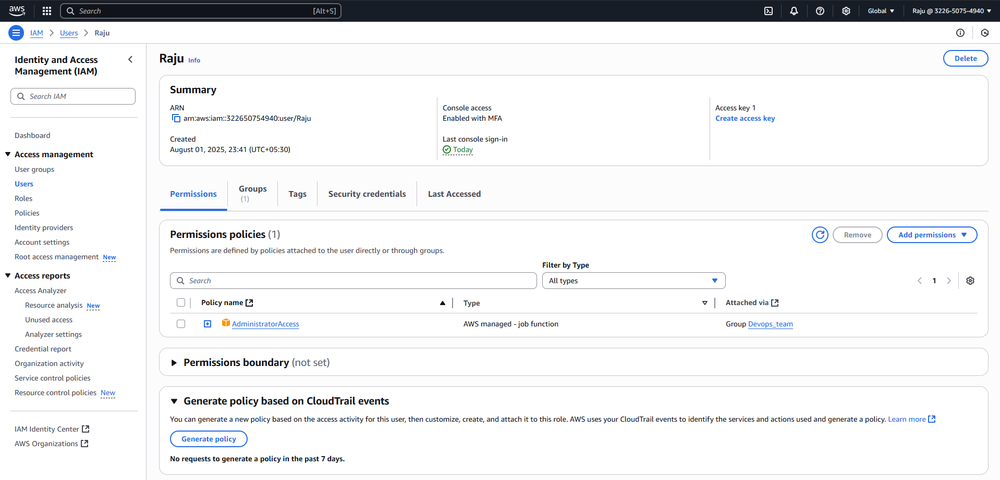 aws
Search [Alt+S]
Global
Raju @ 3226-5075-4940
IAM
Users
Raju
Identity and Access
Management (IAM)
Search IAM
Dashboard
Access management
User groups
Users
Roles
Policies
Identity providers
Account settings
Root access management New
Access reports
Access Analyzer
Resource analysis New
Unused access
Analyzer settings
Credential report
Organization activity
Service control policies
Resource control policies New
IAM Identity Center
AWS Organizations
Raju Info
Delete
Summary
ARN
arn:aws:iam::322650754940:user/Raju
Created
August 01, 2025, 23:41 (UTC+05:30)
Console access
Enabled with MFA
Last console sign-in
Today
Access key 1
Create access key
Permissions
Groups
(1)
Tags
Security credentials
Last Accessed
Permissions policies (1)
Remove
Add permissions
Permissions are defined by policies attached to the user directly or through groups.
Filter by Type
Search
All types
1
Policy name
Type
Attached via
AdministratorAccess
AWS managed - job function
Group Devops_team
Permissions boundary (not set)
Generate policy based on CloudTrail events
You can generate a new policy based on the access activity for this user, then customize, create, and attach it to this role. AWS uses your CloudTrail events to identify the services and actions used and generate a policy. Learn more
Generate policy
No requests to generate a policy in the past 7 days.